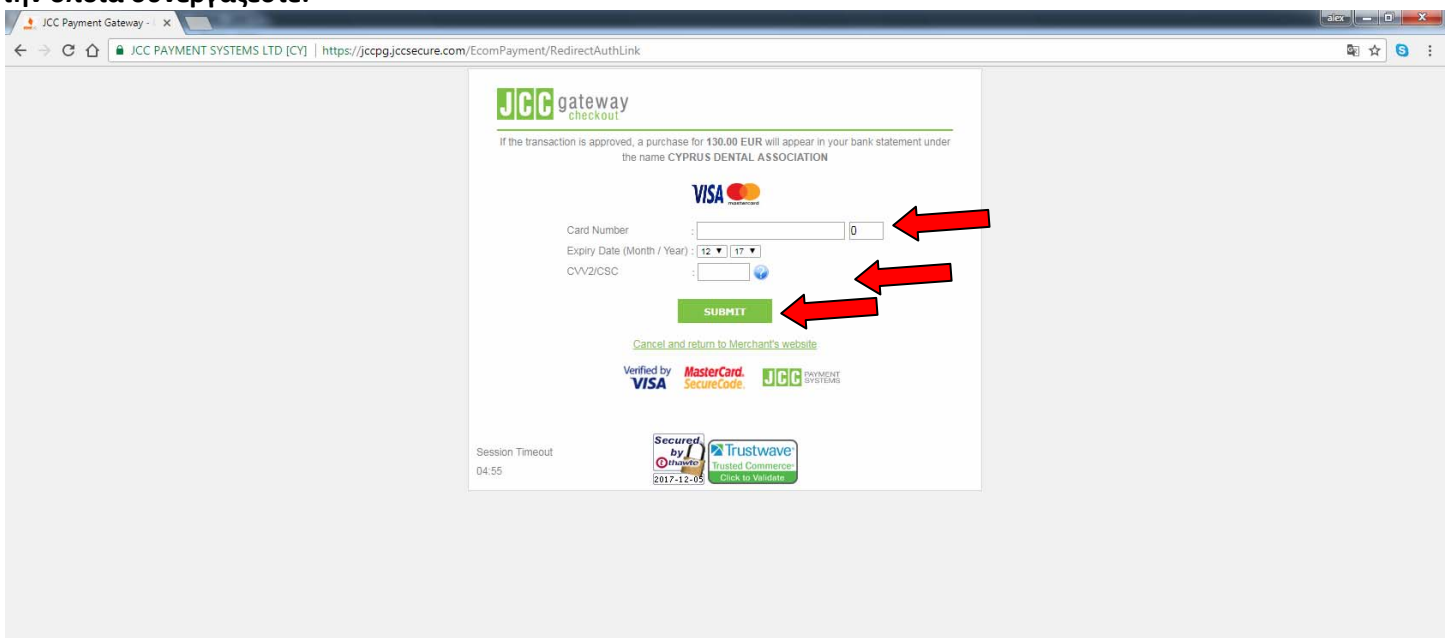 την οποία συνεργάζεστε.
JCC Payment Gateway -
alex
JCC PAYMENT SYSTEMS LTD [CY] | https://jccpg.jccsecure.com/EcomPayment/RedirectAuthLink
JCC gateway
checkout
If the transaction is approved, a purchase for 130.00 EUR will appear in your bank statement under
the name CYPRUS DENTAL ASSOCIATION
VISA mastercard
Card Number : 0
Expiry Date (Month / Year) : 12 17
CVV2/CSC :
SUBMIT
Cancel and return to Merchant's website
Verified by VISA MasterCard. SecureCode. JCC PAYMENT SYSTEMS
Session Timeout
04:55
Secured by thawte
2017-12-05
Trustwave
Trusted Commerce
Click to Validate